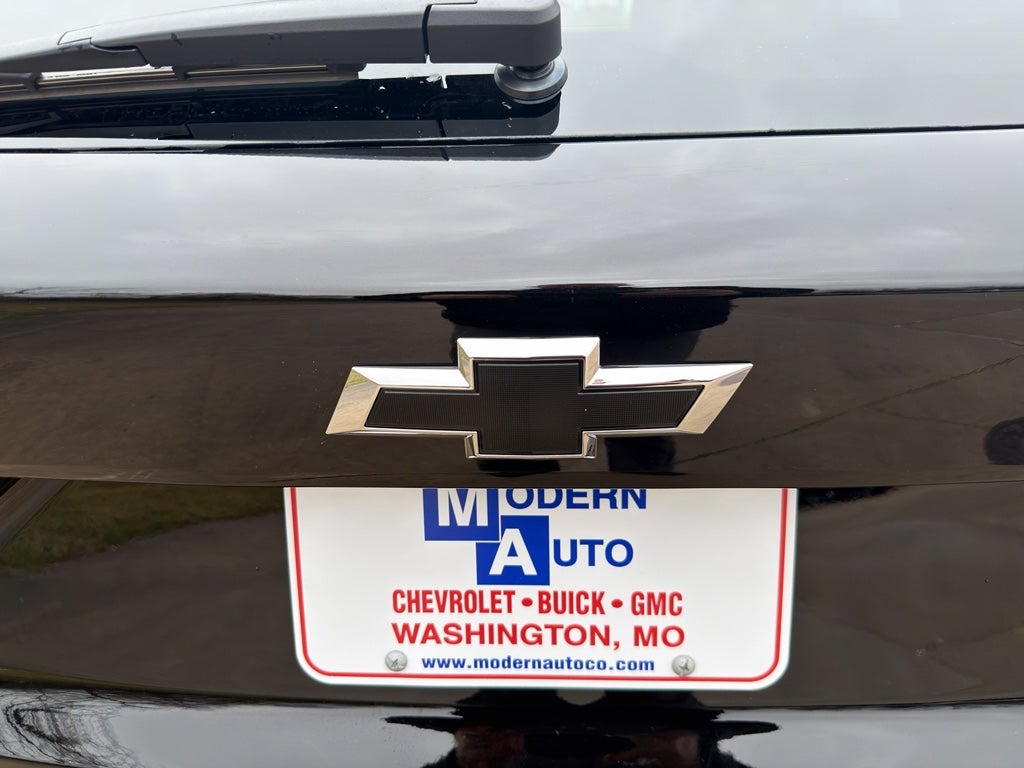 MODERN
AUTO
CHEVROLET • BUICK • GMC
WASHINGTON, MO
www.modernautoco.com